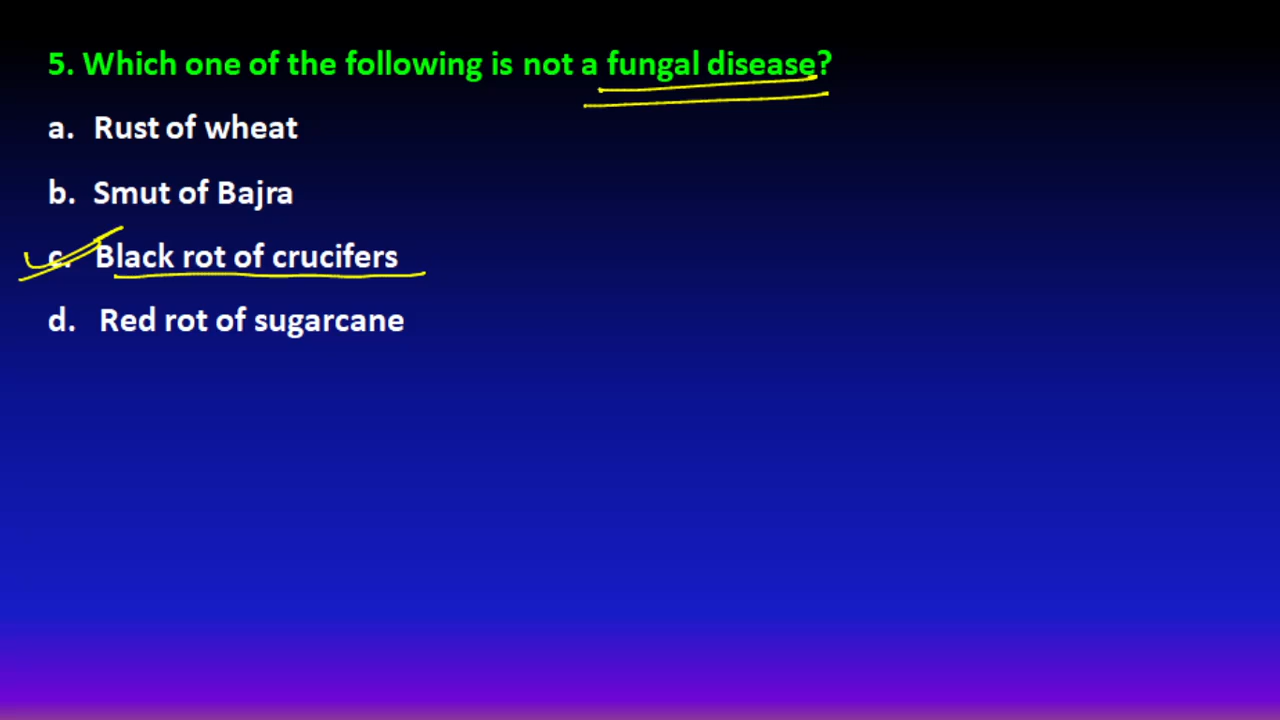 5. Which one of the following is not a fungal disease?
a. Rust of wheat
b. Smut of Bajra
c. Black rot of crucifers
d. Red rot of sugarcane